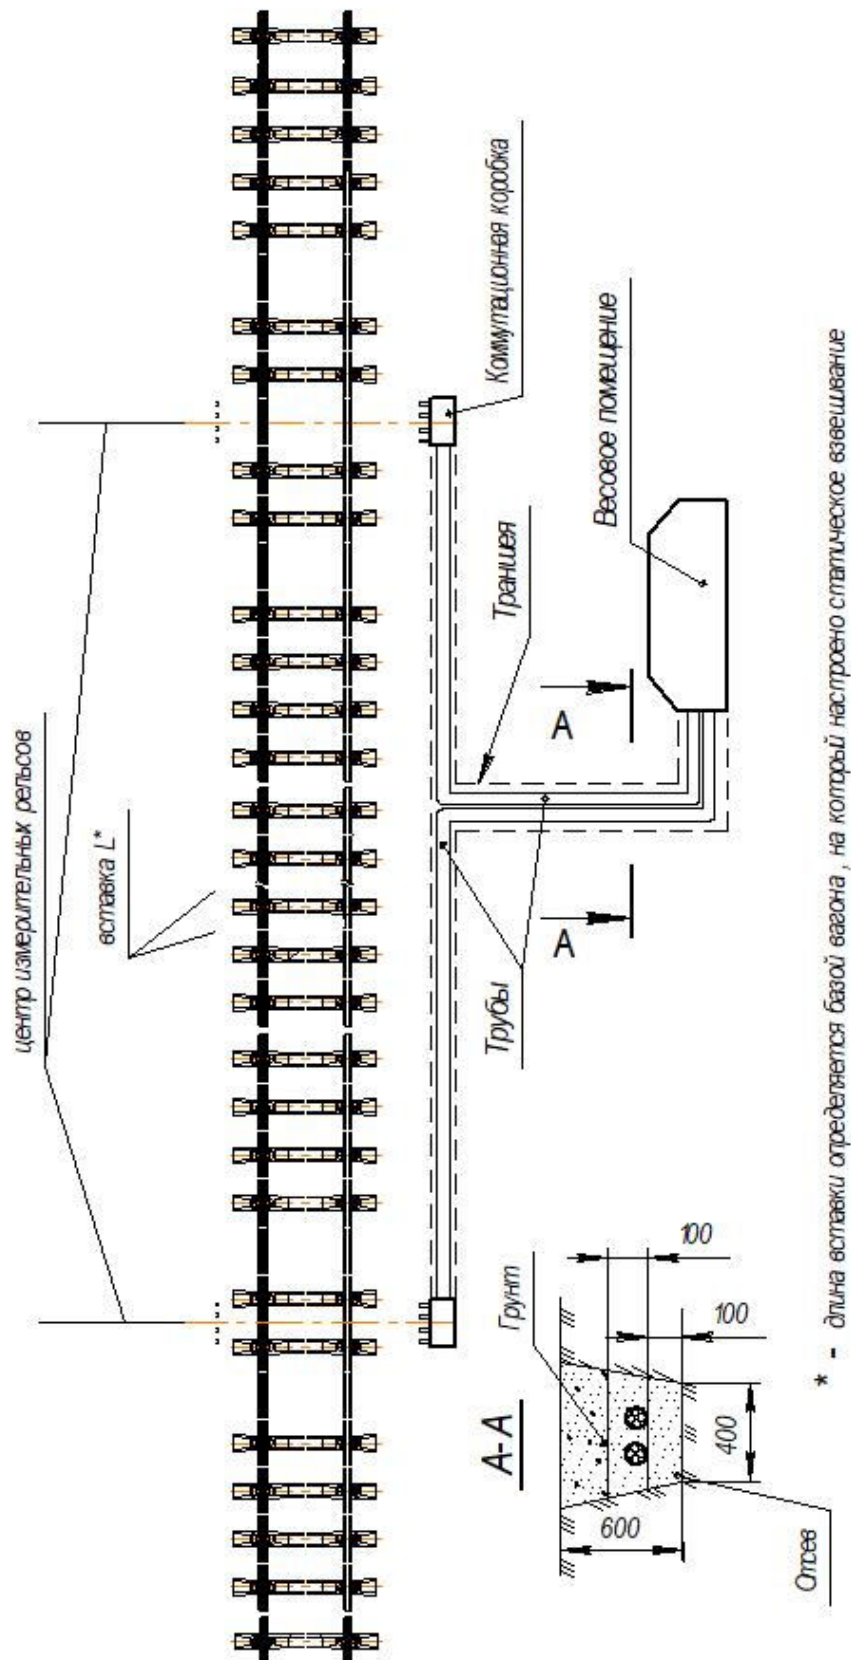 центр измерительных рельсов
вставка L*
Коммутационная коробка
Траншея
Весовое помещение
А
А
Трубы
А-А
Грунт
100
100
400
600
Отсев
* - длина вставки определяется базой вагона, на который настроено статическое взвешивание